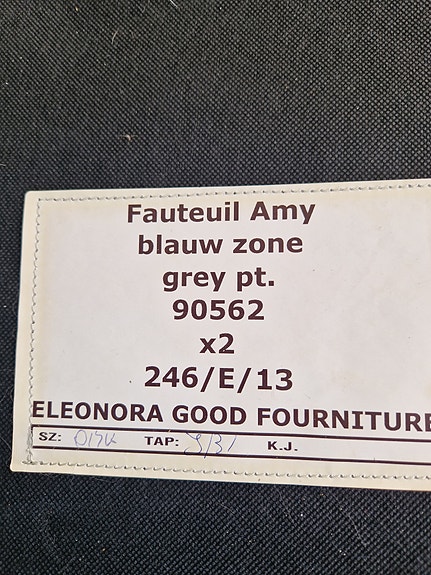 Fauteuil Amy
blauw zone
grey pt.
90562
x2
246/E/13
ELEONORA GOOD FOURNITURE
SZ: TAP: K.J.